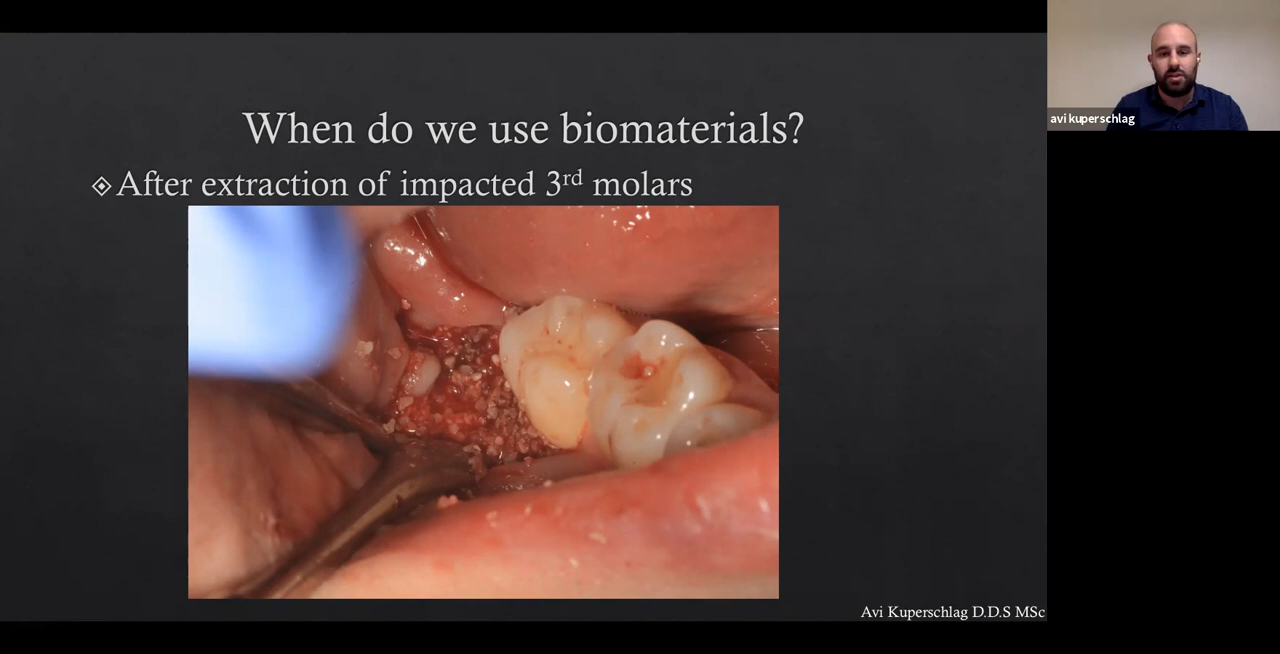 When do we use biomaterials?
After extraction of impacted 3rd molars
Avi Kuperschlag D.D.S MSc
avi kuperschlag